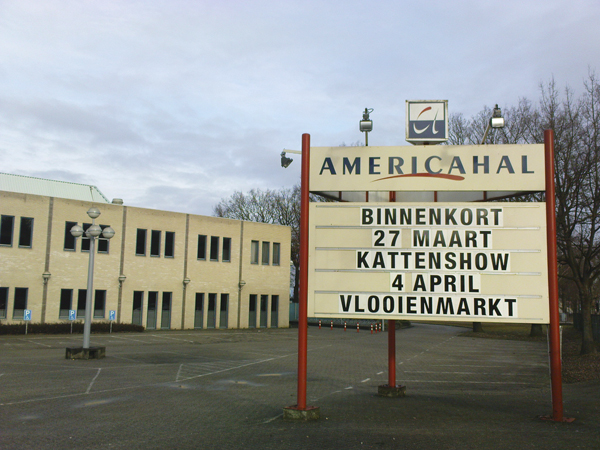 AMERICAHAL
BINNENKORT
27 MAART
KATTENSHOW
4 APRIL
VLOOIENMARKT